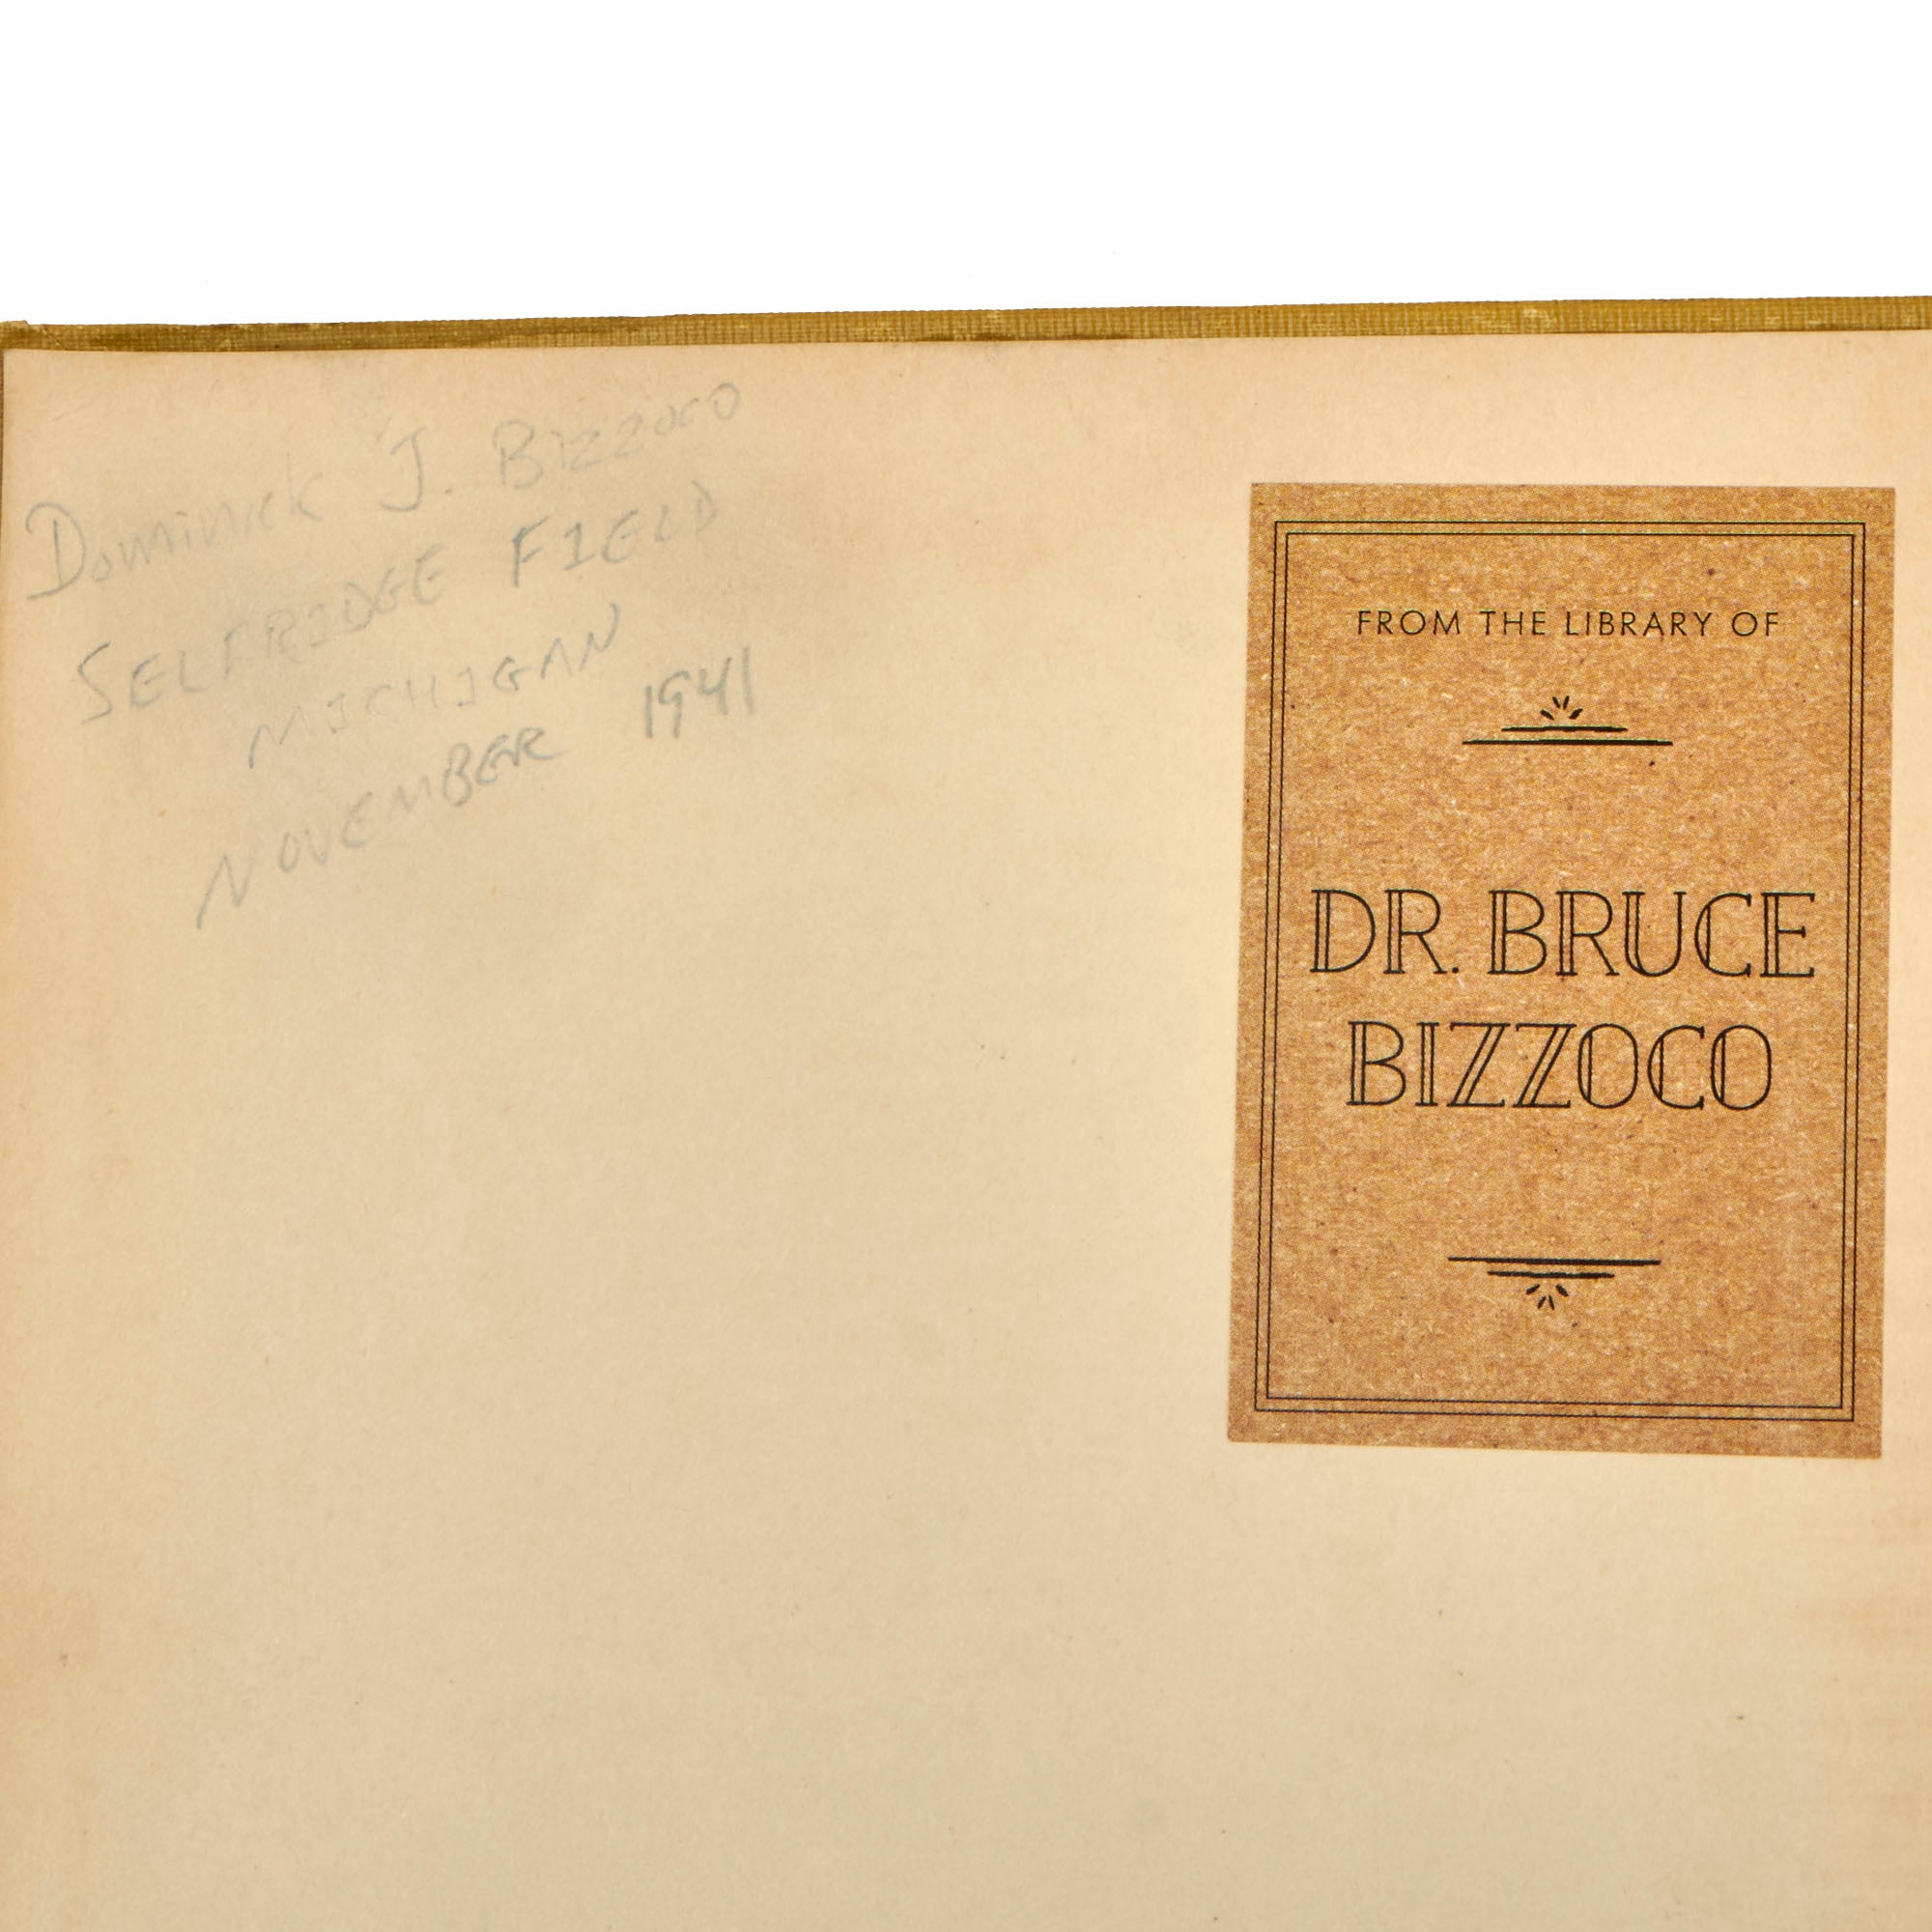 Dominick J. Bizzoco
SELFRIDGE FIELD
MICHIGAN
NOVEMBER 1941
FROM THE LIBRARY OF
DR. BRUCE
BIZZOCO